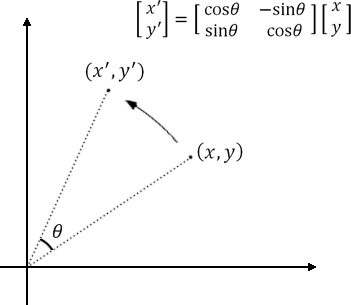 [x′ y′] = [cosθ −sinθ sinθ cosθ] [x y]
(x′, y′)
(x, y)
θ